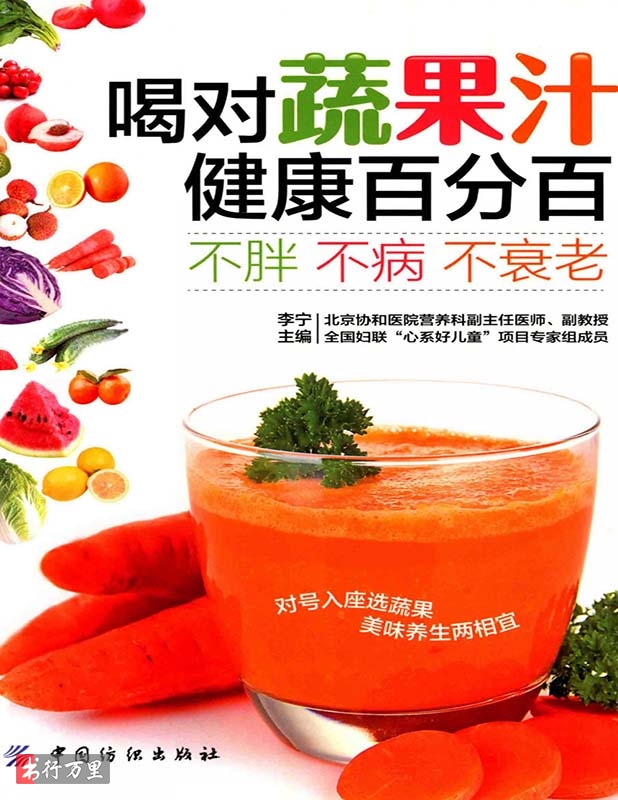 喝对蔬果汁
健康百分百
不胖 不病 不衰老
李宁 北京协和医院营养科副主任医师、副教授
主编 全国妇联“心系好儿童”项目专家组成员
对号入座选蔬果
美味养生两相宜
中国纺织出版社
书行万里